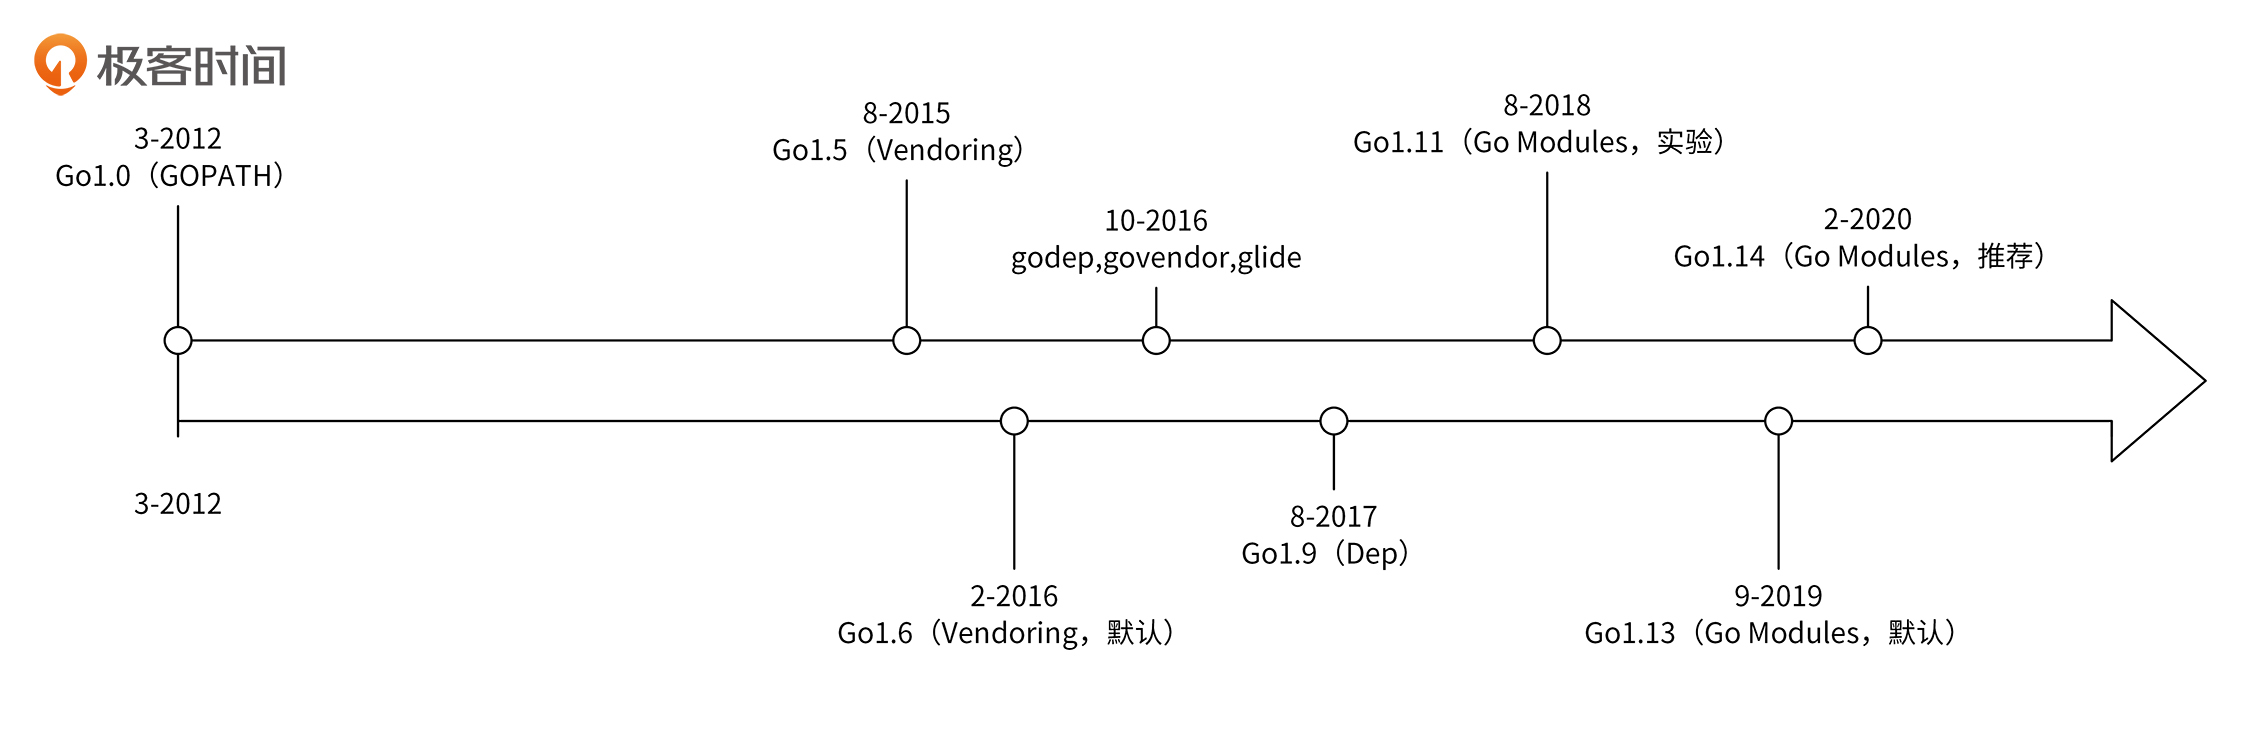 极客时间
3-2012
Go1.0（GOPATH）
8-2015
Go1.5（Vendoring）
10-2016
godep,govendor,glide
8-2018
Go1.11（Go Modules，实验）
2-2020
Go1.14（Go Modules，推荐）
3-2012
2-2016
Go1.6（Vendoring，默认）
8-2017
Go1.9（Dep）
9-2019
Go1.13（Go Modules，默认）